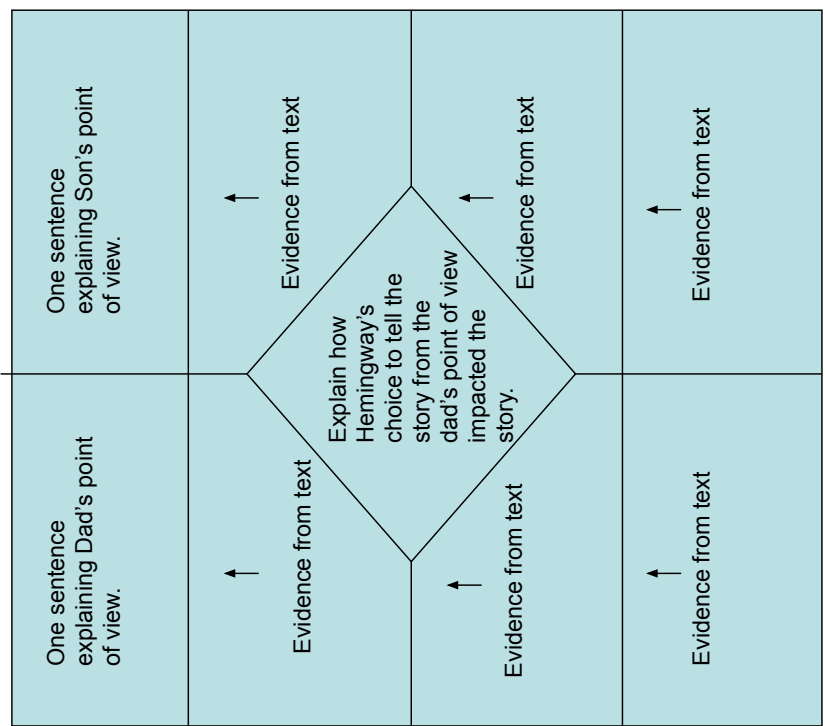 One sentence
explaining Dad's point
of view.
One sentence
explaining Son's point
of view.
Evidence from text
Evidence from text
Explain how
Hemingway's
choice to tell the
story from the
dad's point of view
impacted the
story.
Evidence from text
Evidence from text
Evidence from text
Evidence from text